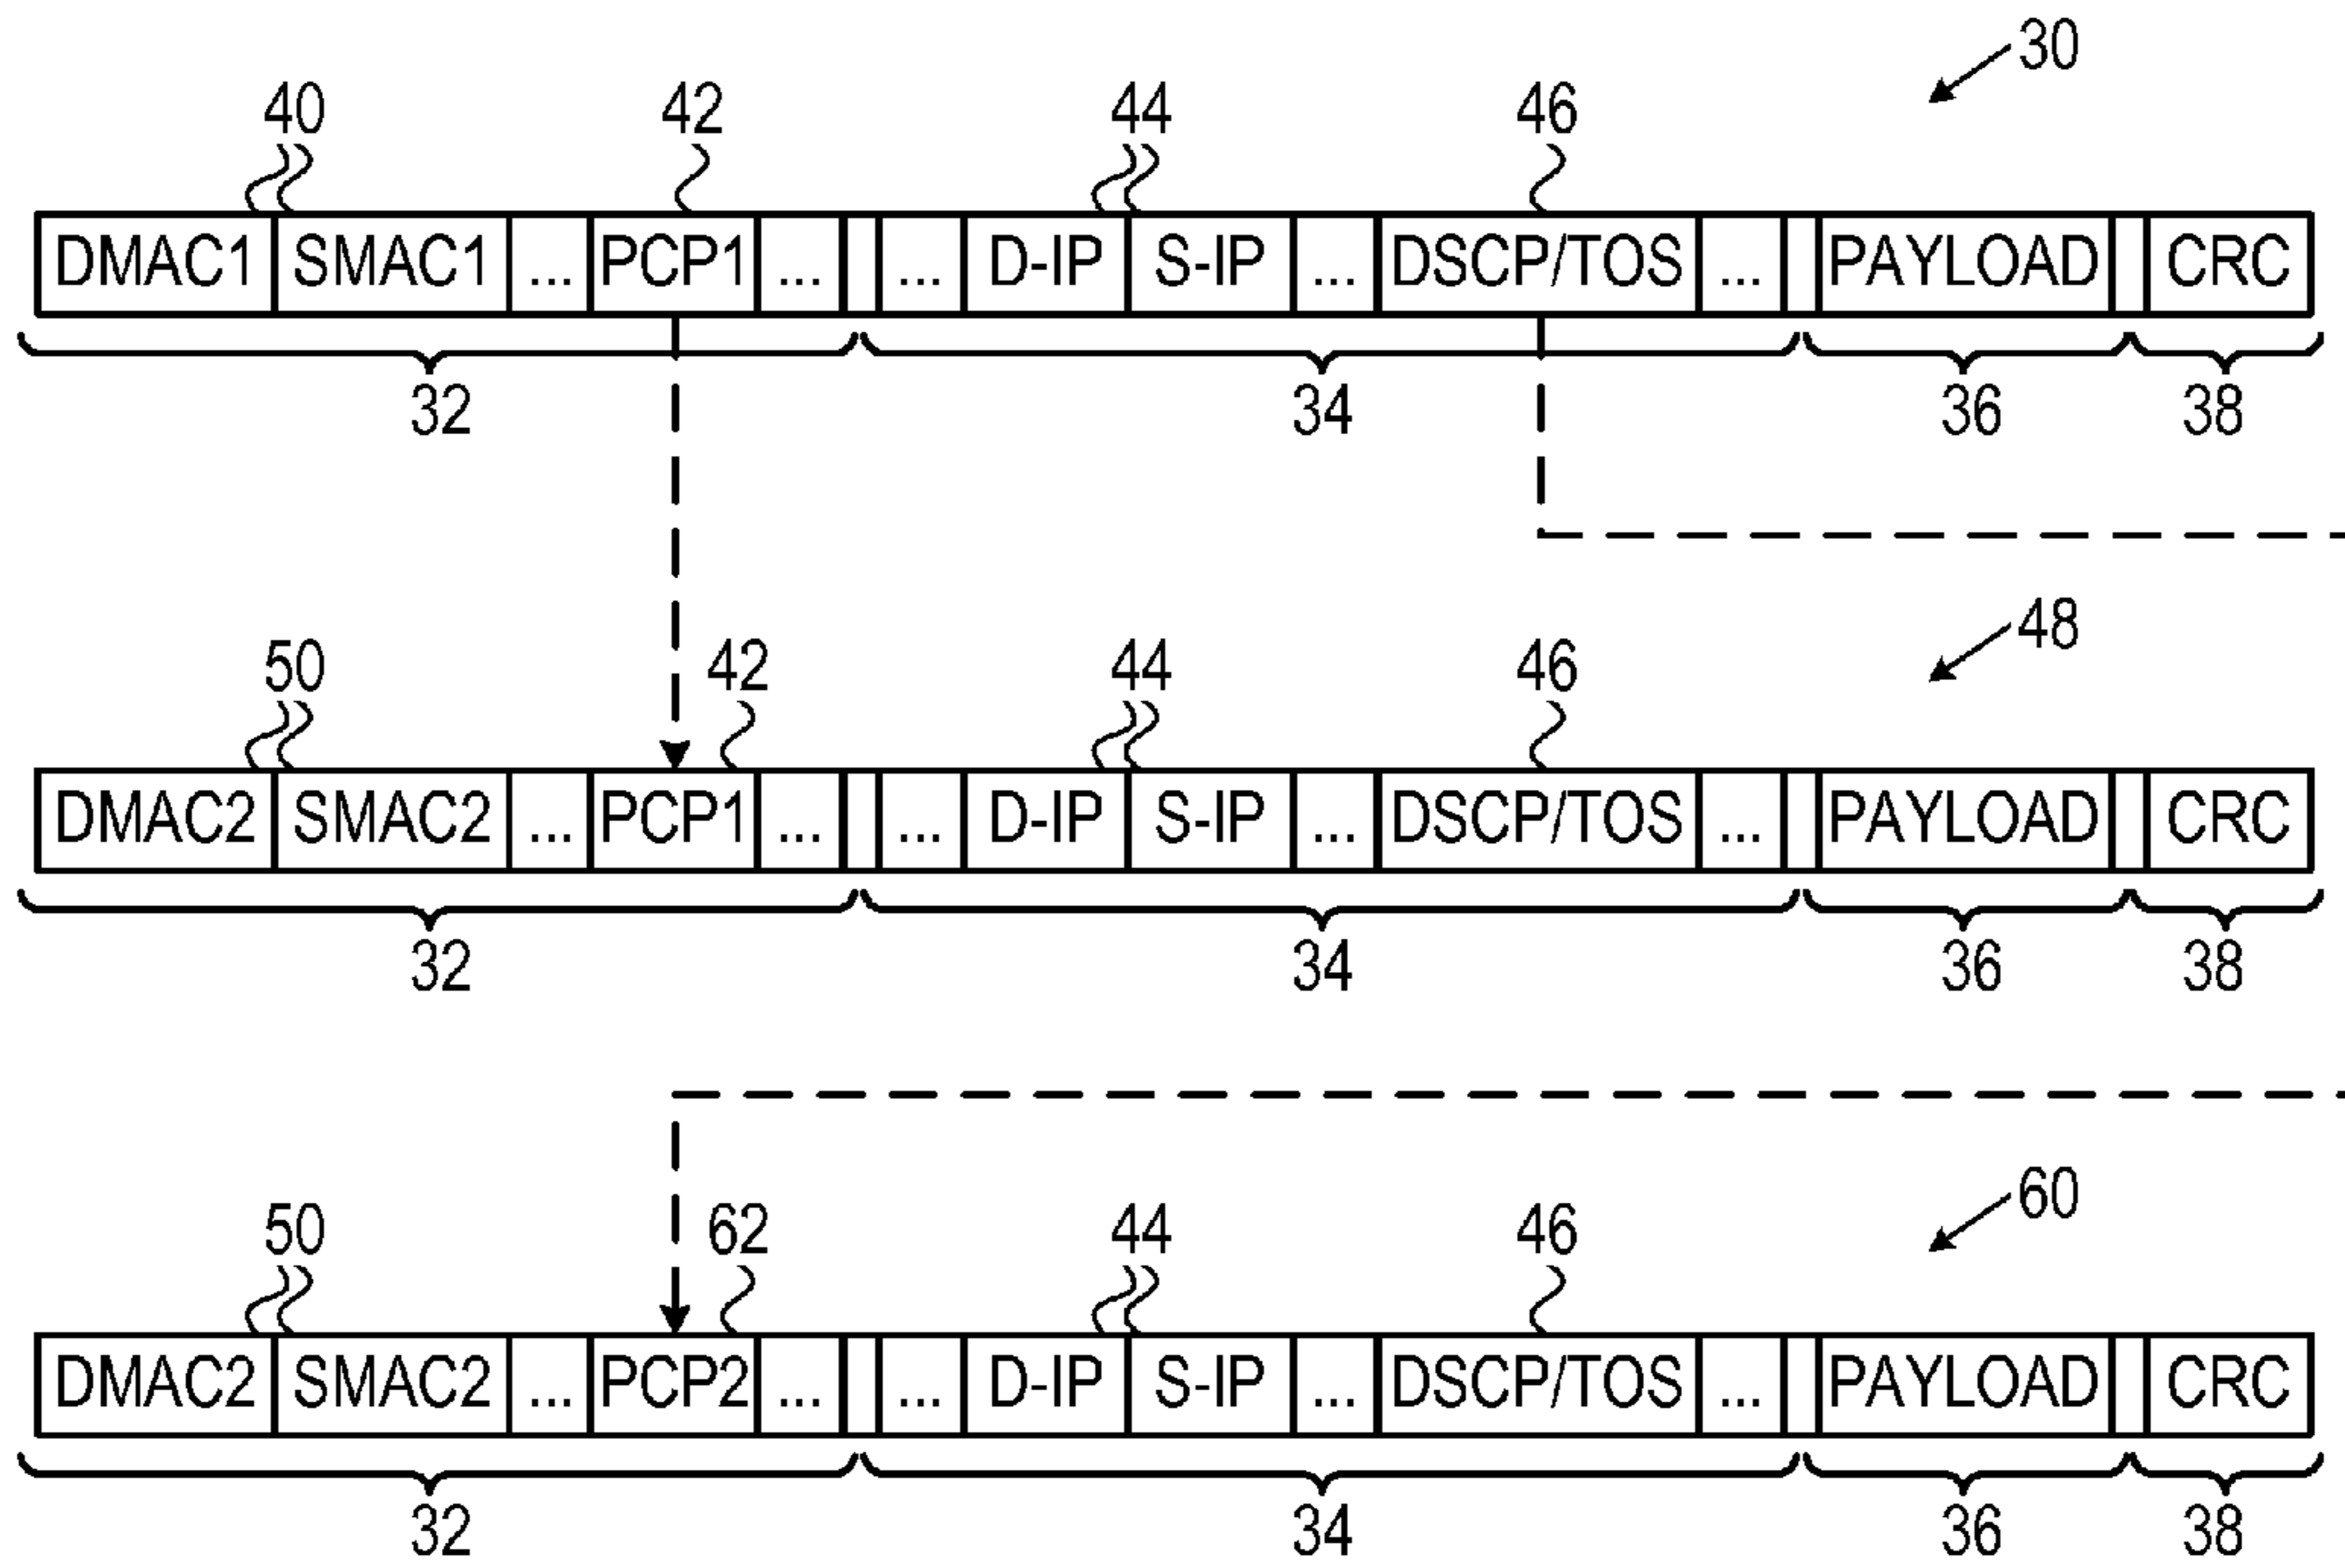 30
40 42 44 46
DMAC1 SMAC1 ... PCP1 ... ... D-IP S-IP ... DSCP/TOS ... PAYLOAD CRC
32 34 36 38
48
50 42 44 46
DMAC2 SMAC2 ... PCP1 ... ... D-IP S-IP ... DSCP/TOS ... PAYLOAD CRC
32 34 36 38
60
50 62 44 46
DMAC2 SMAC2 ... PCP2 ... ... D-IP S-IP ... DSCP/TOS ... PAYLOAD CRC
32 34 36 38